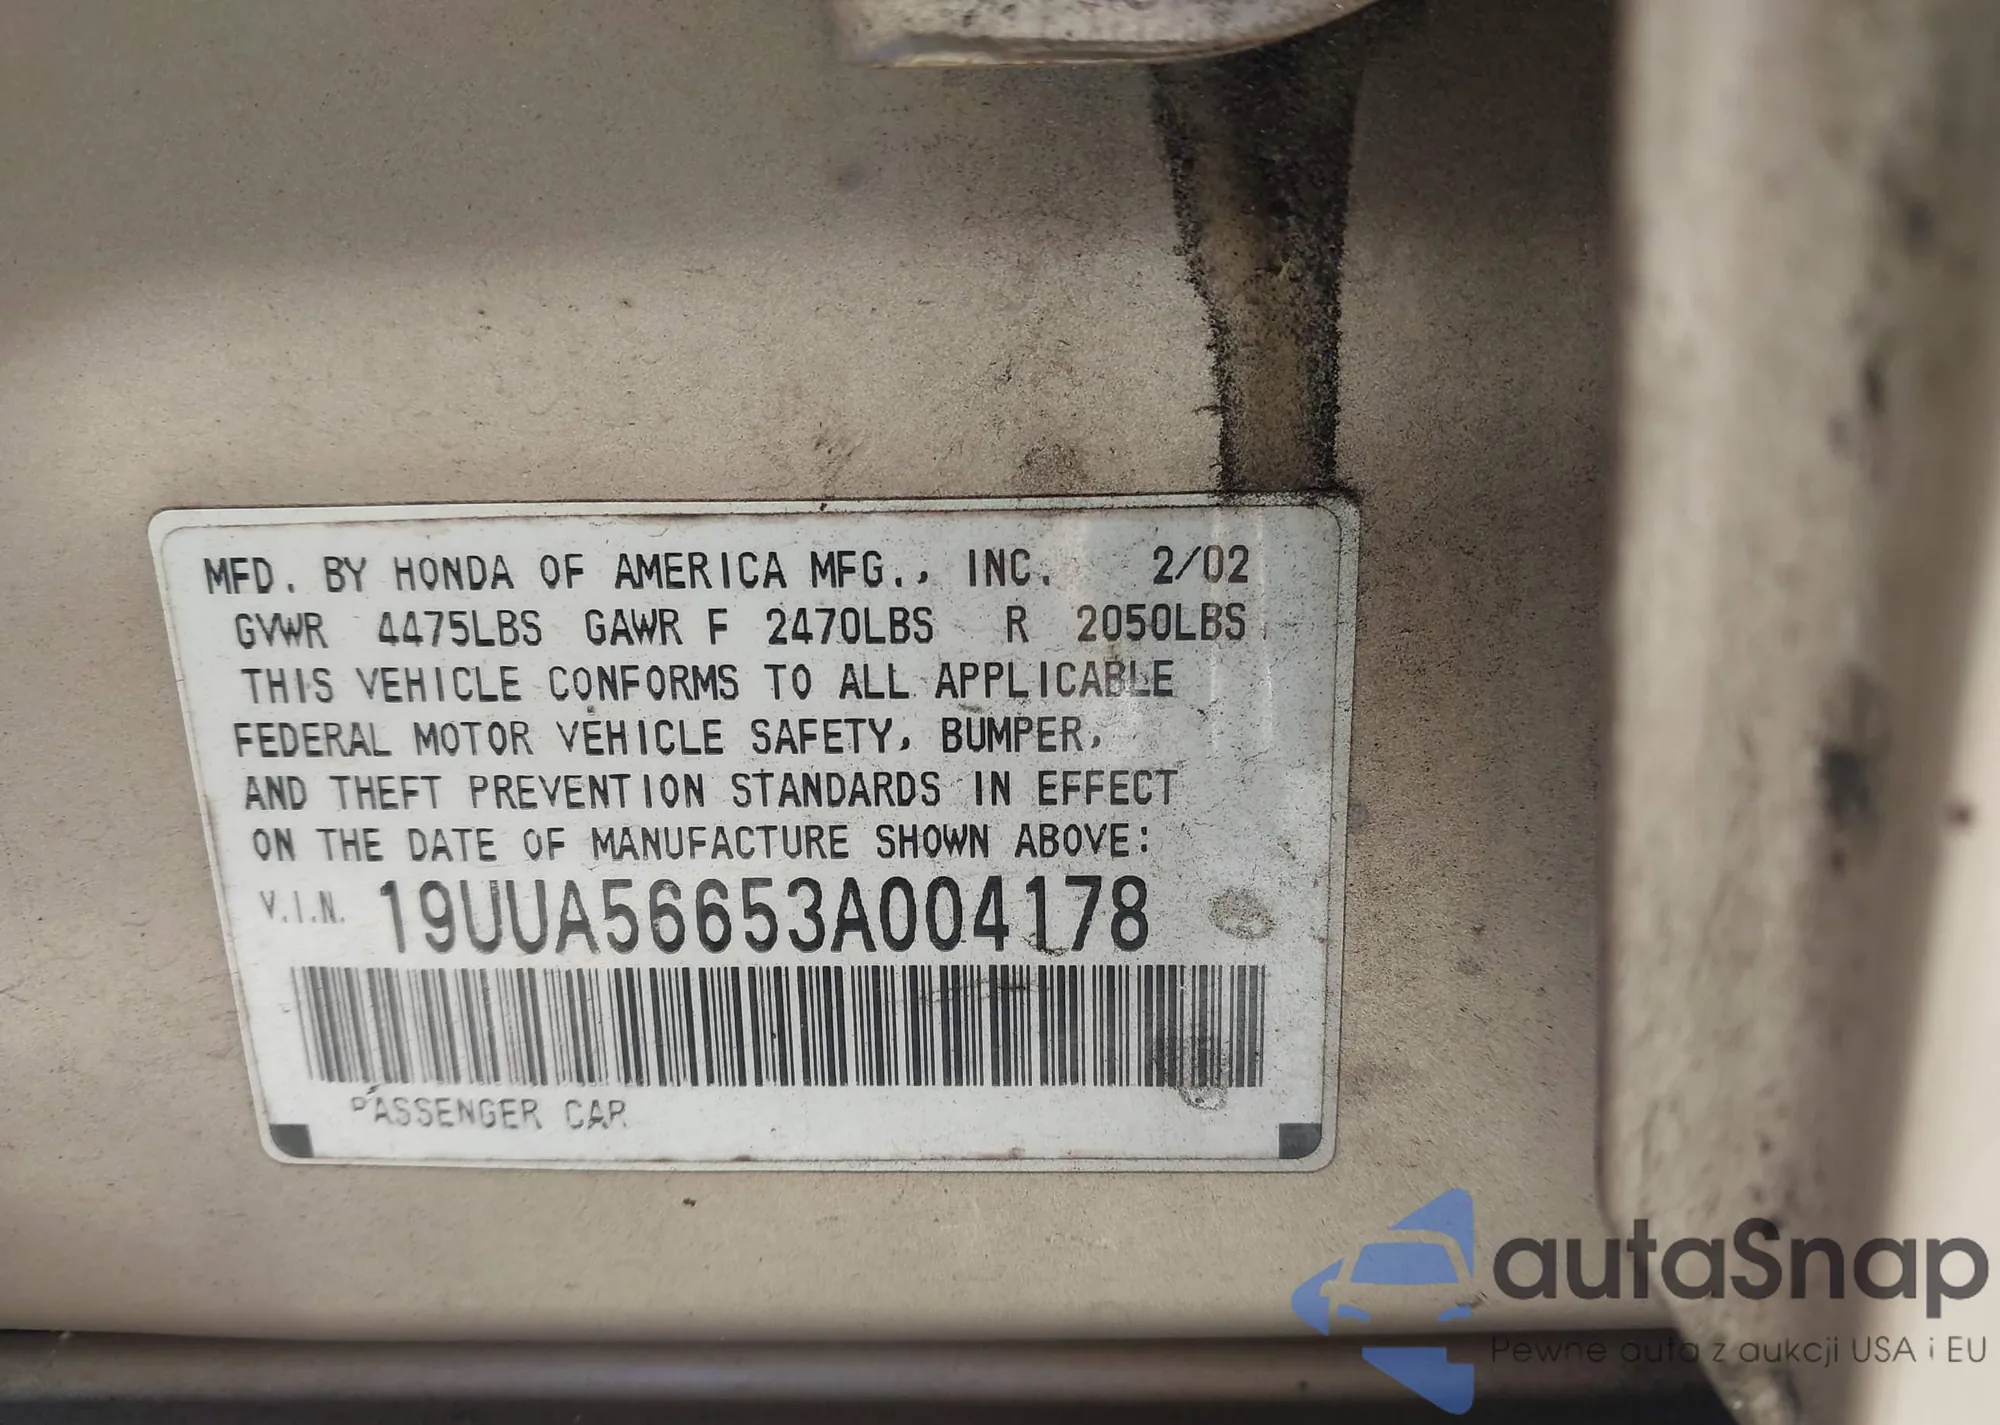 MFD. BY HONDA OF AMERICA MFG., INC. 2/02
GVWR 4475LBS GAWR F 2470LBS R 2050LBS
THIS VEHICLE CONFORMS TO ALL APPLICABLE
FEDERAL MOTOR VEHICLE SAFETY, BUMPER,
AND THEFT PREVENTION STANDARDS IN EFFECT
ON THE DATE OF MANUFACTURE SHOWN ABOVE:
V.I.N. 19UUA56653A004178
PASSENGER CAR
autaSnap
Pewne auta z aukcji USA i EU